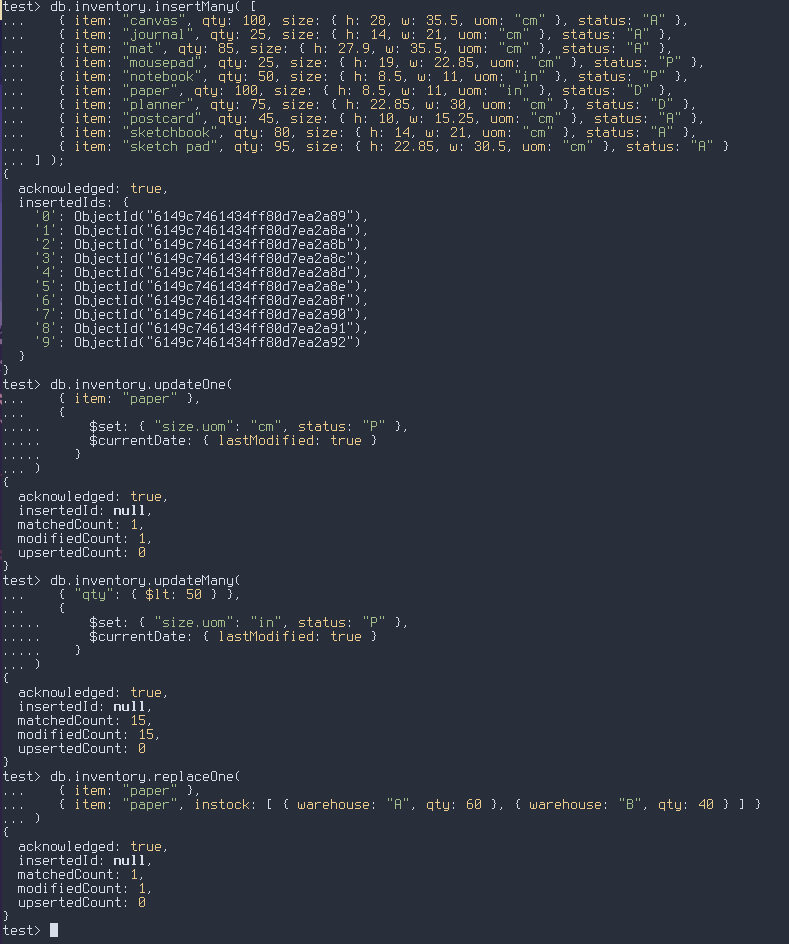 test> db.inventory.insertMany( [
...    { item: "canvas", qty: 100, size: { h: 28, w: 35.5, uom: "cm" }, status: "A" },
...    { item: "journal", qty: 25, size: { h: 14, w: 21, uom: "cm" }, status: "A" },
...    { item: "mat", qty: 85, size: { h: 27.9, w: 35.5, uom: "cm" }, status: "A" },
...    { item: "mousepad", qty: 25, size: { h: 19, w: 22.85, uom: "cm" }, status: "P" },
...    { item: "notebook", qty: 50, size: { h: 8.5, w: 11, uom: "in" }, status: "P" },
...    { item: "paper", qty: 100, size: { h: 8.5, w: 11, uom: "in" }, status: "D" },
...    { item: "planner", qty: 75, size: { h: 22.85, w: 30, uom: "cm" }, status: "D" },
...    { item: "postcard", qty: 45, size: { h: 10, w: 15.25, uom: "cm" }, status: "A" },
...    { item: "sketchbook", qty: 80, size: { h: 14, w: 21, uom: "cm" }, status: "A" },
...    { item: "sketch pad", qty: 95, size: { h: 22.85, w: 30.5, uom: "cm" }, status: "A" }
... ] );
{
  acknowledged: true,
  insertedIds: {
    '0': ObjectId("6149c7461434ff80d7ea2a89"),
    '1': ObjectId("6149c7461434ff80d7ea2a8a"),
    '2': ObjectId("6149c7461434ff80d7ea2a8b"),
    '3': ObjectId("6149c7461434ff80d7ea2a8c"),
    '4': ObjectId("6149c7461434ff80d7ea2a8d"),
    '5': ObjectId("6149c7461434ff80d7ea2a8e"),
    '6': ObjectId("6149c7461434ff80d7ea2a8f"),
    '7': ObjectId("6149c7461434ff80d7ea2a90"),
    '8': ObjectId("6149c7461434ff80d7ea2a91"),
    '9': ObjectId("6149c7461434ff80d7ea2a92")
  }
}
test> db.inventory.updateOne(
...    { item: "paper" },
...    {
.....      $set: { "size.uom": "cm", status: "P" },
.....      $currentDate: { lastModified: true }
.....    }
... )
{
  acknowledged: true,
  insertedId: null,
  matchedCount: 1,
  modifiedCount: 1,
  upsertedCount: 0
}
test> db.inventory.updateMany(
...    { "qty": { $lt: 50 } },
...    {
.....      $set: { "size.uom": "in", status: "P" },
.....      $currentDate: { lastModified: true }
.....    }
... )
{
  acknowledged: true,
  insertedId: null,
  matchedCount: 15,
  modifiedCount: 15,
  upsertedCount: 0
}
test> db.inventory.replaceOne(
...    { item: "paper" },
...    { item: "paper", instock: [ { warehouse: "A", qty: 60 }, { warehouse: "B", qty: 40 } ] }
... )
{
  acknowledged: true,
  insertedId: null,
  matchedCount: 1,
  modifiedCount: 1,
  upsertedCount: 0
}
test>